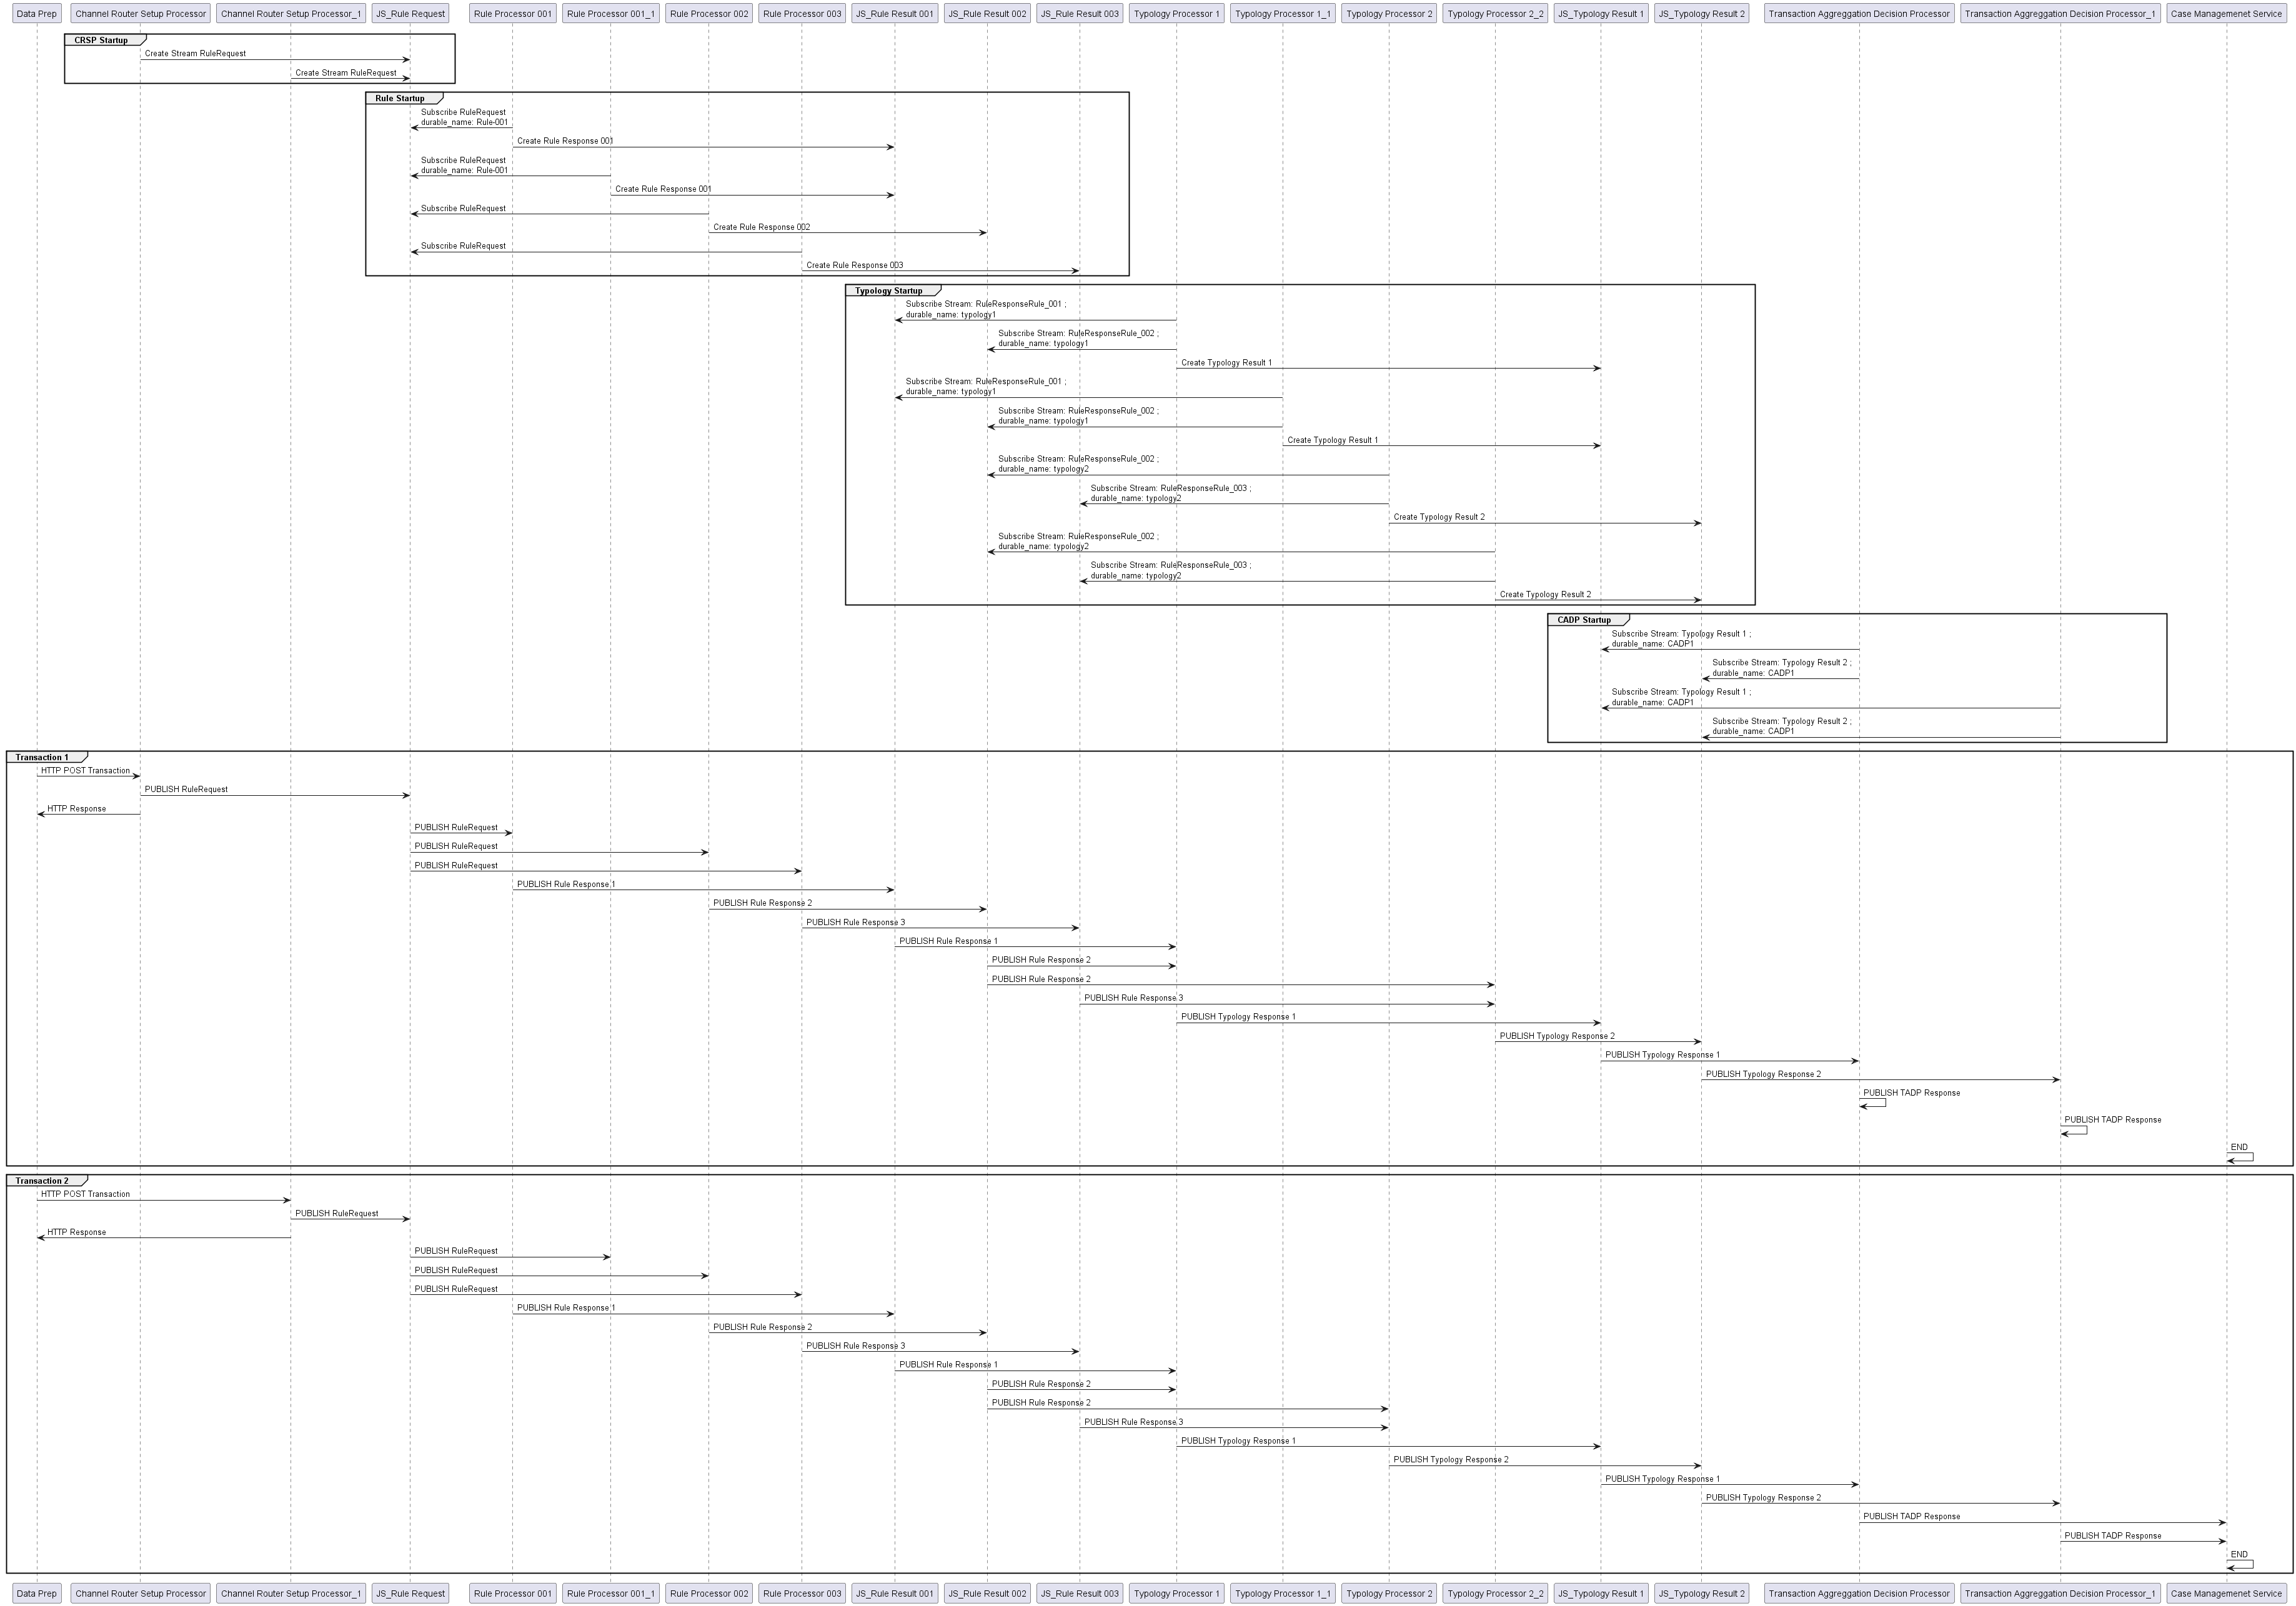 Data Prep
Channel Router Setup Processor
Channel Router Setup Processor_1
JS_Rule Request
Rule Processor 001
Rule Processor 001_1
Rule Processor 002
Rule Processor 003
JS_Rule Result 001
JS_Rule Result 002
JS_Rule Result 003
Typology Processor 1
Typology Processor 1_1
Typology Processor 2
Typology Processor 2_2
JS_Typology Result 1
JS_Typology Result 2
Transaction Aggreggation Decision Processor
Transaction Aggreggation Decision Processor_1
Case Managemenet Service
CRSP Startup
Create Stream RuleRequest
Create Stream RuleRequest
Rule Startup
Subscribe RuleRequest
durable_name: Rule-001
Create Rule Response 001
Subscribe RuleRequest
durable_name: Rule-001
Create Rule Response 001
Subscribe RuleRequest
Create Rule Response 002
Subscribe RuleRequest
Create Rule Response 003
Typology Startup
Subscribe Stream: RuleResponseRule_001 ;
durable_name: typology1
Subscribe Stream: RuleResponseRule_002 ;
durable_name: typology1
Create Typology Result 1
Subscribe Stream: RuleResponseRule_001 ;
durable_name: typology1
Subscribe Stream: RuleResponseRule_002 ;
durable_name: typology1
Create Typology Result 1
Subscribe Stream: RuleResponseRule_002 ;
durable_name: typology2
Subscribe Stream: RuleResponseRule_003 ;
durable_name: typology2
Create Typology Result 2
Subscribe Stream: RuleResponseRule_002 ;
durable_name: typology2
Subscribe Stream: RuleResponseRule_003 ;
durable_name: typology2
Create Typology Result 2
CADP Startup
Subscribe Stream: Typology Result 1 ;
durable_name: CADP1
Subscribe Stream: Typology Result 2 ;
durable_name: CADP1
Subscribe Stream: Typology Result 1 ;
durable_name: CADP1
Subscribe Stream: Typology Result 2 ;
durable_name: CADP1
Transaction 1
HTTP POST Transaction
PUBLISH RuleRequest
HTTP Response
PUBLISH RuleRequest
PUBLISH RuleRequest
PUBLISH RuleRequest
PUBLISH Rule Response 1
PUBLISH Rule Response 2
PUBLISH Rule Response 3
PUBLISH Rule Response 1
PUBLISH Rule Response 2
PUBLISH Rule Response 2
PUBLISH Rule Response 3
PUBLISH Typology Response 1
PUBLISH Typology Response 2
PUBLISH Typology Response 1
PUBLISH Typology Response 2
PUBLISH TADP Response
PUBLISH TADP Response
END
Transaction 2
HTTP POST Transaction
PUBLISH RuleRequest
HTTP Response
PUBLISH RuleRequest
PUBLISH RuleRequest
PUBLISH RuleRequest
PUBLISH Rule Response 1
PUBLISH Rule Response 2
PUBLISH Rule Response 3
PUBLISH Rule Response 1
PUBLISH Rule Response 2
PUBLISH Rule Response 2
PUBLISH Rule Response 3
PUBLISH Typology Response 1
PUBLISH Typology Response 2
PUBLISH Typology Response 1
PUBLISH Typology Response 2
PUBLISH TADP Response
PUBLISH TADP Response
END
Data Prep
Channel Router Setup Processor
Channel Router Setup Processor_1
JS_Rule Request
Rule Processor 001
Rule Processor 001_1
Rule Processor 002
Rule Processor 003
JS_Rule Result 001
JS_Rule Result 002
JS_Rule Result 003
Typology Processor 1
Typology Processor 1_1
Typology Processor 2
Typology Processor 2_2
JS_Typology Result 1
JS_Typology Result 2
Transaction Aggreggation Decision Processor
Transaction Aggreggation Decision Processor_1
Case Managemenet Service